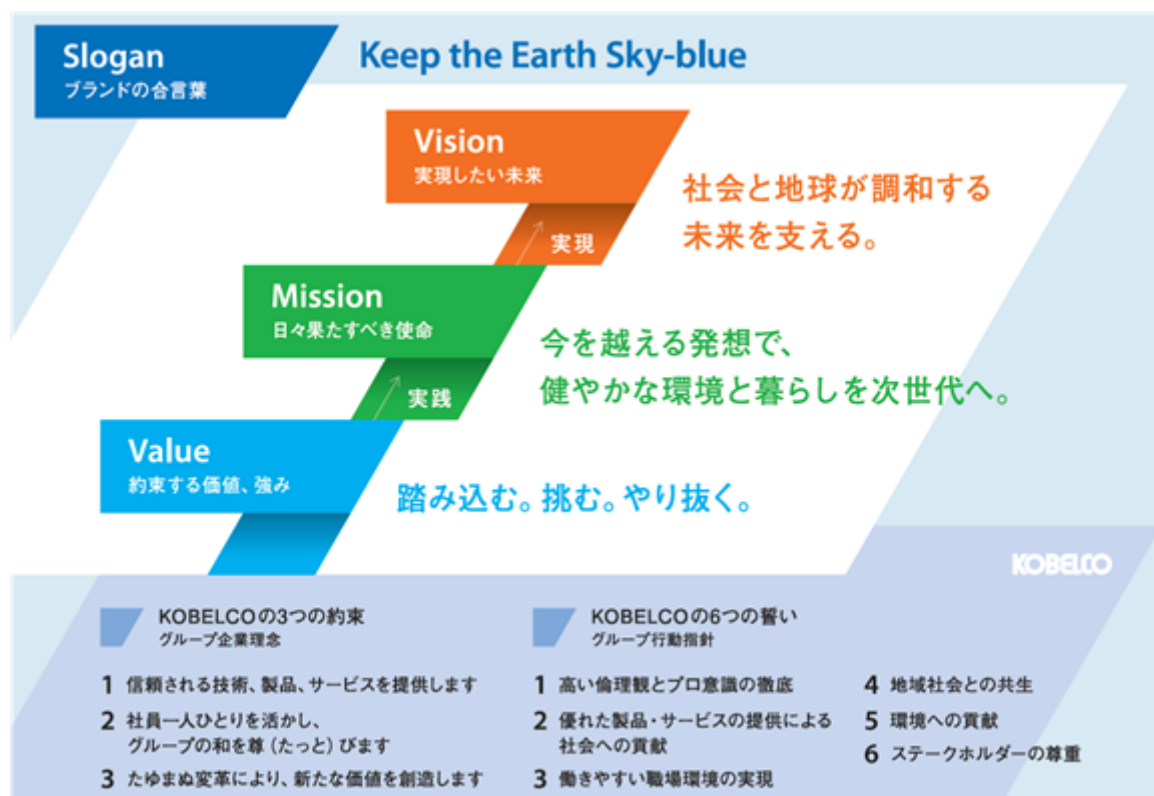 Slogan
ブランドの合言葉
Keep the Earth Sky-blue
Vision
実現したい未来
社会と地球が調和する
未来を支える。
実現
Mission
日々果たすべき使命
今を越える発想で、
健やかな環境と暮らしを次世代へ。
実践
Value
約束する価値、強み
踏み込む。挑む。やり抜く。
KOBELCO
KOBELCOの3つの約束
グループ企業理念
1 信頼される技術、製品、サービスを提供します
2 社員一人ひとりを活かし、
グループの和を尊（たっと）びます
3 たゆまぬ変革により、新たな価値を創造します
KOBELCOの6つの誓い
グループ行動指針
1 高い倫理観とプロ意識の徹底
2 優れた製品・サービスの提供による
社会への貢献
3 働きやすい職場環境の実現
4 地域社会との共生
5 環境への貢献
6 ステークホルダーの尊重